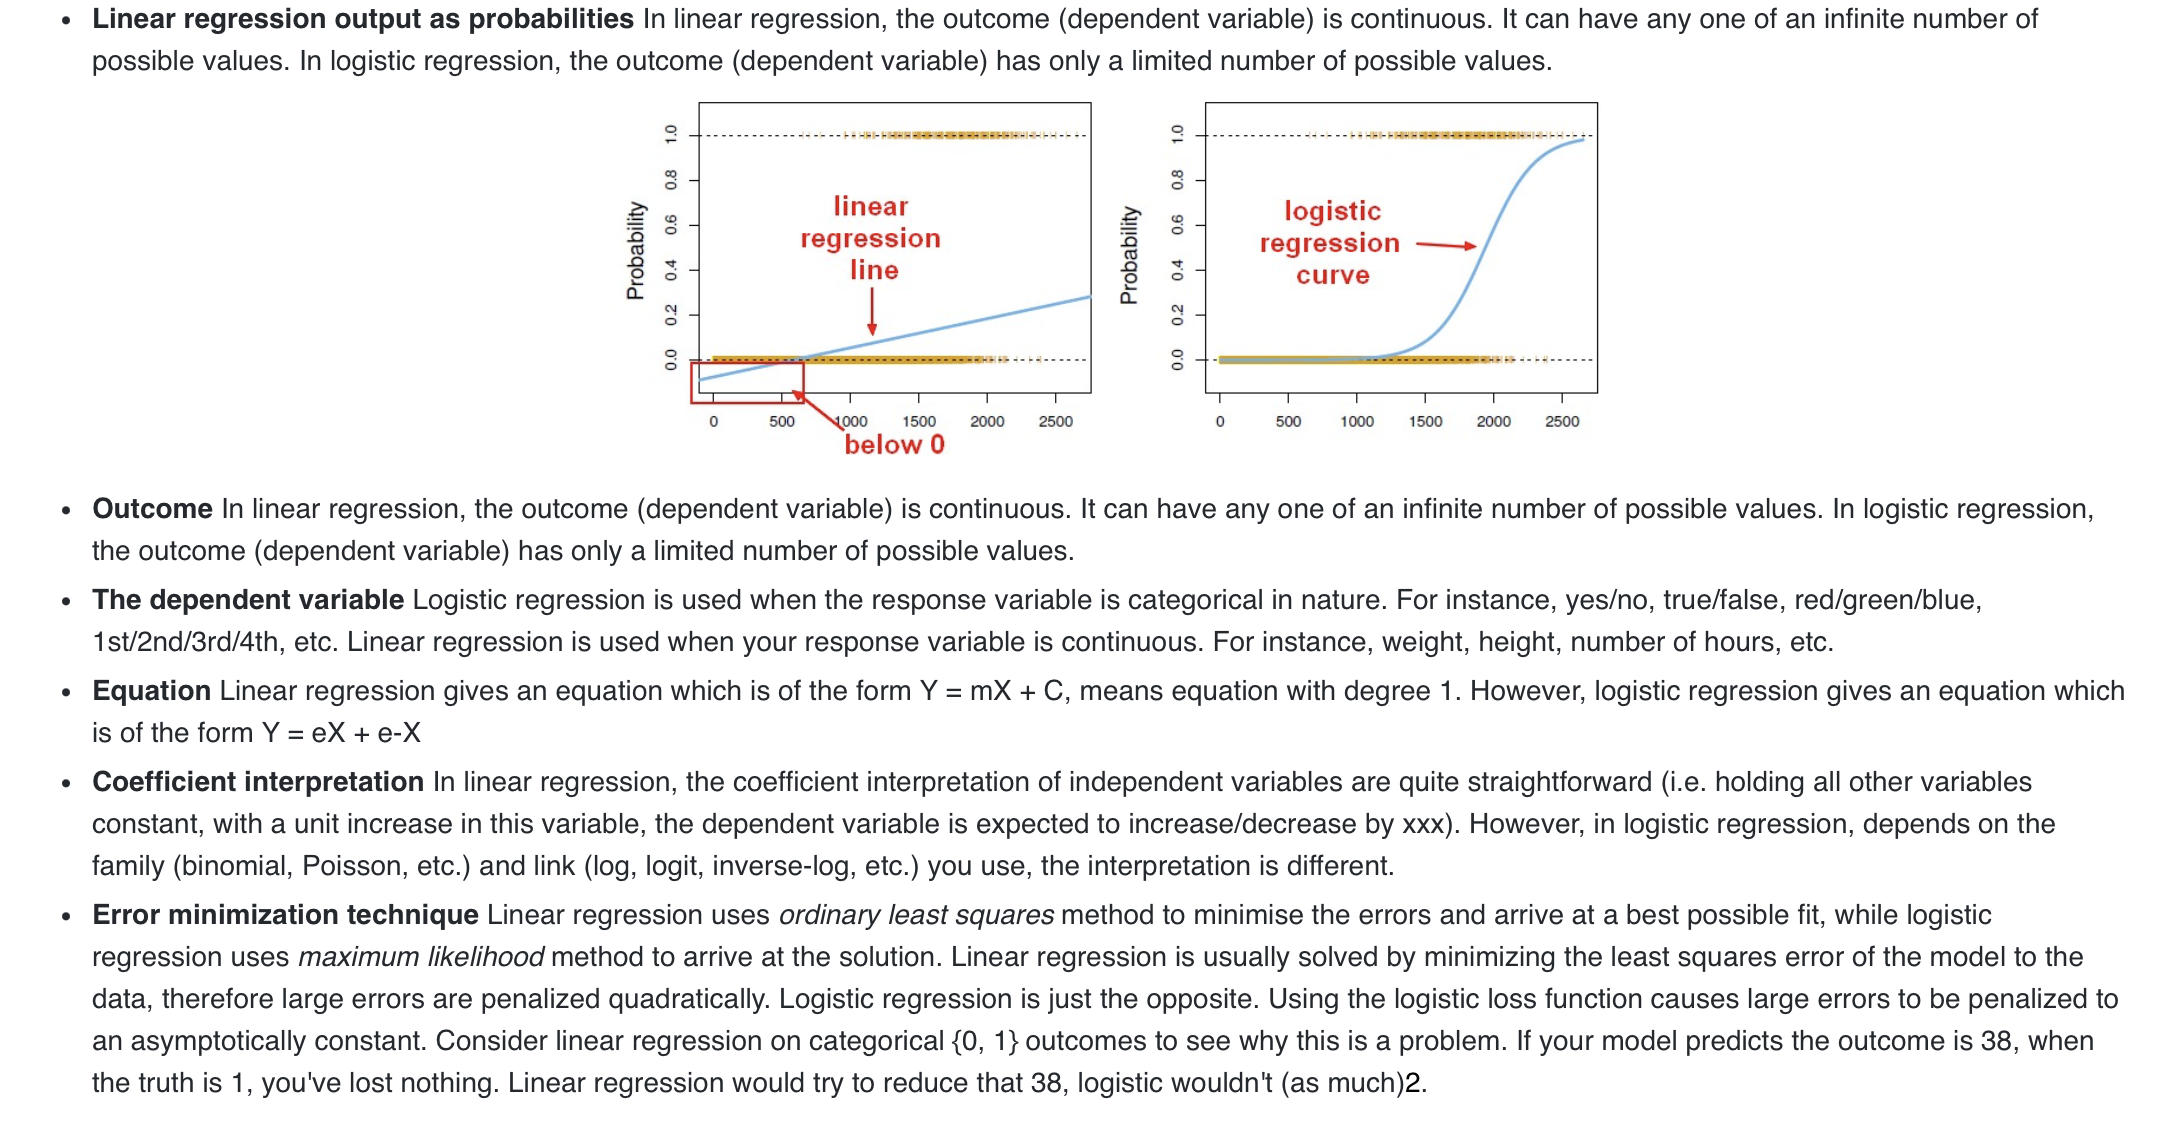 Linear regression output as probabilities In linear regression, the outcome (dependent variable) is continuous. It can have any one of an infinite number of
possible values. In logistic regression, the outcome (dependent variable) has only a limited number of possible values.
Probability
0.0 0.2 0.4 0.6 0.8 1.0
linear
regression
line
0 500 1000 1500 2000 2500
below 0
Probability
0.0 0.2 0.4 0.6 0.8 1.0
logistic
regression
curve
0 500 1000 1500 2000 2500
Outcome In linear regression, the outcome (dependent variable) is continuous. It can have any one of an infinite number of possible values. In logistic regression,
the outcome (dependent variable) has only a limited number of possible values.
The dependent variable Logistic regression is used when the response variable is categorical in nature. For instance, yes/no, true/false, red/green/blue,
1st/2nd/3rd/4th, etc. Linear regression is used when your response variable is continuous. For instance, weight, height, number of hours, etc.
Equation Linear regression gives an equation which is of the form Y = mX + C, means equation with degree 1. However, logistic regression gives an equation which
is of the form Y = eX + e-X
Coefficient interpretation In linear regression, the coefficient interpretation of independent variables are quite straightforward (i.e. holding all other variables
constant, with a unit increase in this variable, the dependent variable is expected to increase/decrease by xxx). However, in logistic regression, depends on the
family (binomial, Poisson, etc.) and link (log, logit, inverse-log, etc.) you use, the interpretation is different.
Error minimization technique Linear regression uses ordinary least squares method to minimise the errors and arrive at a best possible fit, while logistic
regression uses maximum likelihood method to arrive at the solution. Linear regression is usually solved by minimizing the least squares error of the model to the
data, therefore large errors are penalized quadratically. Logistic regression is just the opposite. Using the logistic loss function causes large errors to be penalized to
an asymptotically constant. Consider linear regression on categorical {0, 1} outcomes to see why this is a problem. If your model predicts the outcome is 38, when
the truth is 1, you've lost nothing. Linear regression would try to reduce that 38, logistic wouldn't (as much)2.